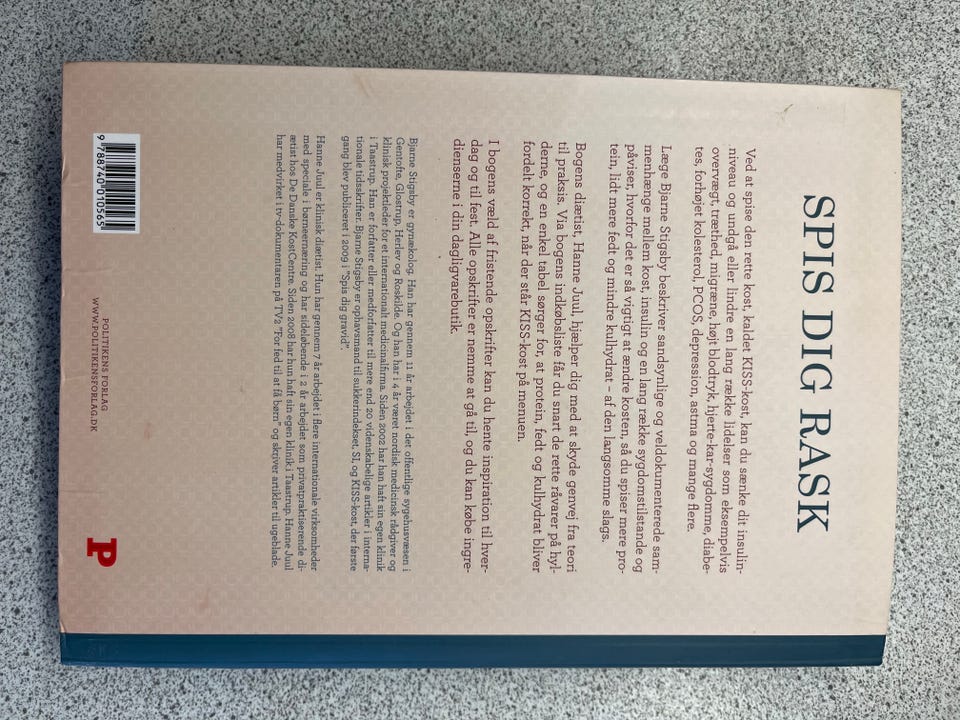 SPIS DIG RASK
Ved at spise den rette kost, kaldet KISS-kost, kan du sænke dit insulin-
niveau og undgå eller lindre en lang række lidelser som eksempelvis
overvægt, træthed, migræne, højt blodtryk, hjerte-kar-sygdomme, diabe-
tes, forhøjet kolesterol, PCOS, depression, astma og mange flere.
Læge Bjarne Stigsby beskriver sandsynlige og veldokumenterede sam-
menhænge mellem kost, insulin og en lang række sygdomstilstande og
påviser, hvorfor det er så vigtigt at ændre kosten, så du spiser mere pro-
tein, lidt mere fedt og mindre kulhydrat – af den langsomme slags.
Bogens diætist, Hanne Juul, hjælper dig med at skyde genvej fra teori
til praksis. Via bogens indkøbsliste får du snart de rette råvarer på hyl-
derne, og en enkel tabel sørger for, at protein, fedt og kulhydrat bliver
fordelt korrekt, når der står KISS-kost på menuen.
I bogens væld af fristende opskrifter kan du hente inspiration til hver-
dag og til fest. Alle opskrifter er nemme at gå til, og du kan købe ingre-
dienserne i din dagligvarebutik.
Bjarne Stigsby er gynækolog. Han har gennem 11 år arbejdet i det offentlige sygehusvæsen i
Gentofte, Glostrup, Herlev og Roskilde. Og han har i 4 år været nordisk medicinsk rådgiver og
klinisk projektleder for et internationalt medicinalfirma. Siden 2002 har han haft sin egen klinik
i Taastrup. Han er forfatter eller medforfatter til mere end 20 videnskabelige artikler i interna-
tionale tidsskrifter. Bjarne Stigsby er ophavsmand til sukkerindekset, SI, og KISS-kost, der første
gang blev publiceret i 2009 i "Spis dig gravid".
Hanne Juul er klinisk diætist. Hun har gennem 7 år arbejdet i flere internationale virksomheder
med speciale i børneernæring og har sideløbende i 2 år arbejdet som privatpraktiserende di-
ætist hos De Danske KostCentre. Siden 2008 har hun haft sin egen klinik i Taastrup. Hanne Juul
har medvirket i tv-dokumentaren på TV2 "For fed til at få børn" og skriver artikler til ugeblade.
9 788740 010565
POLITIKENS FORLAG
WWW.POLITIKENSFORLAG.DK
P